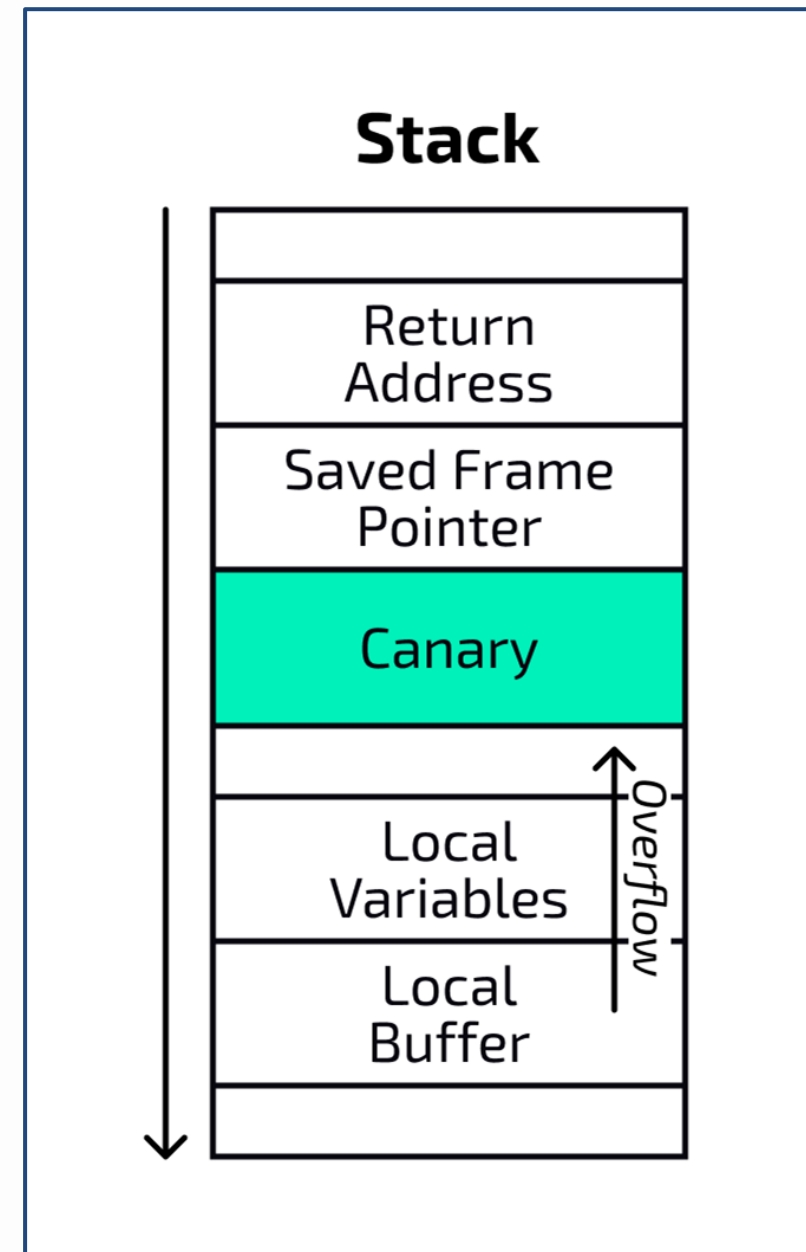 Stack
Return
Address
Saved Frame
Pointer
Canary
Overflow
Local
Variables
Local
Buffer